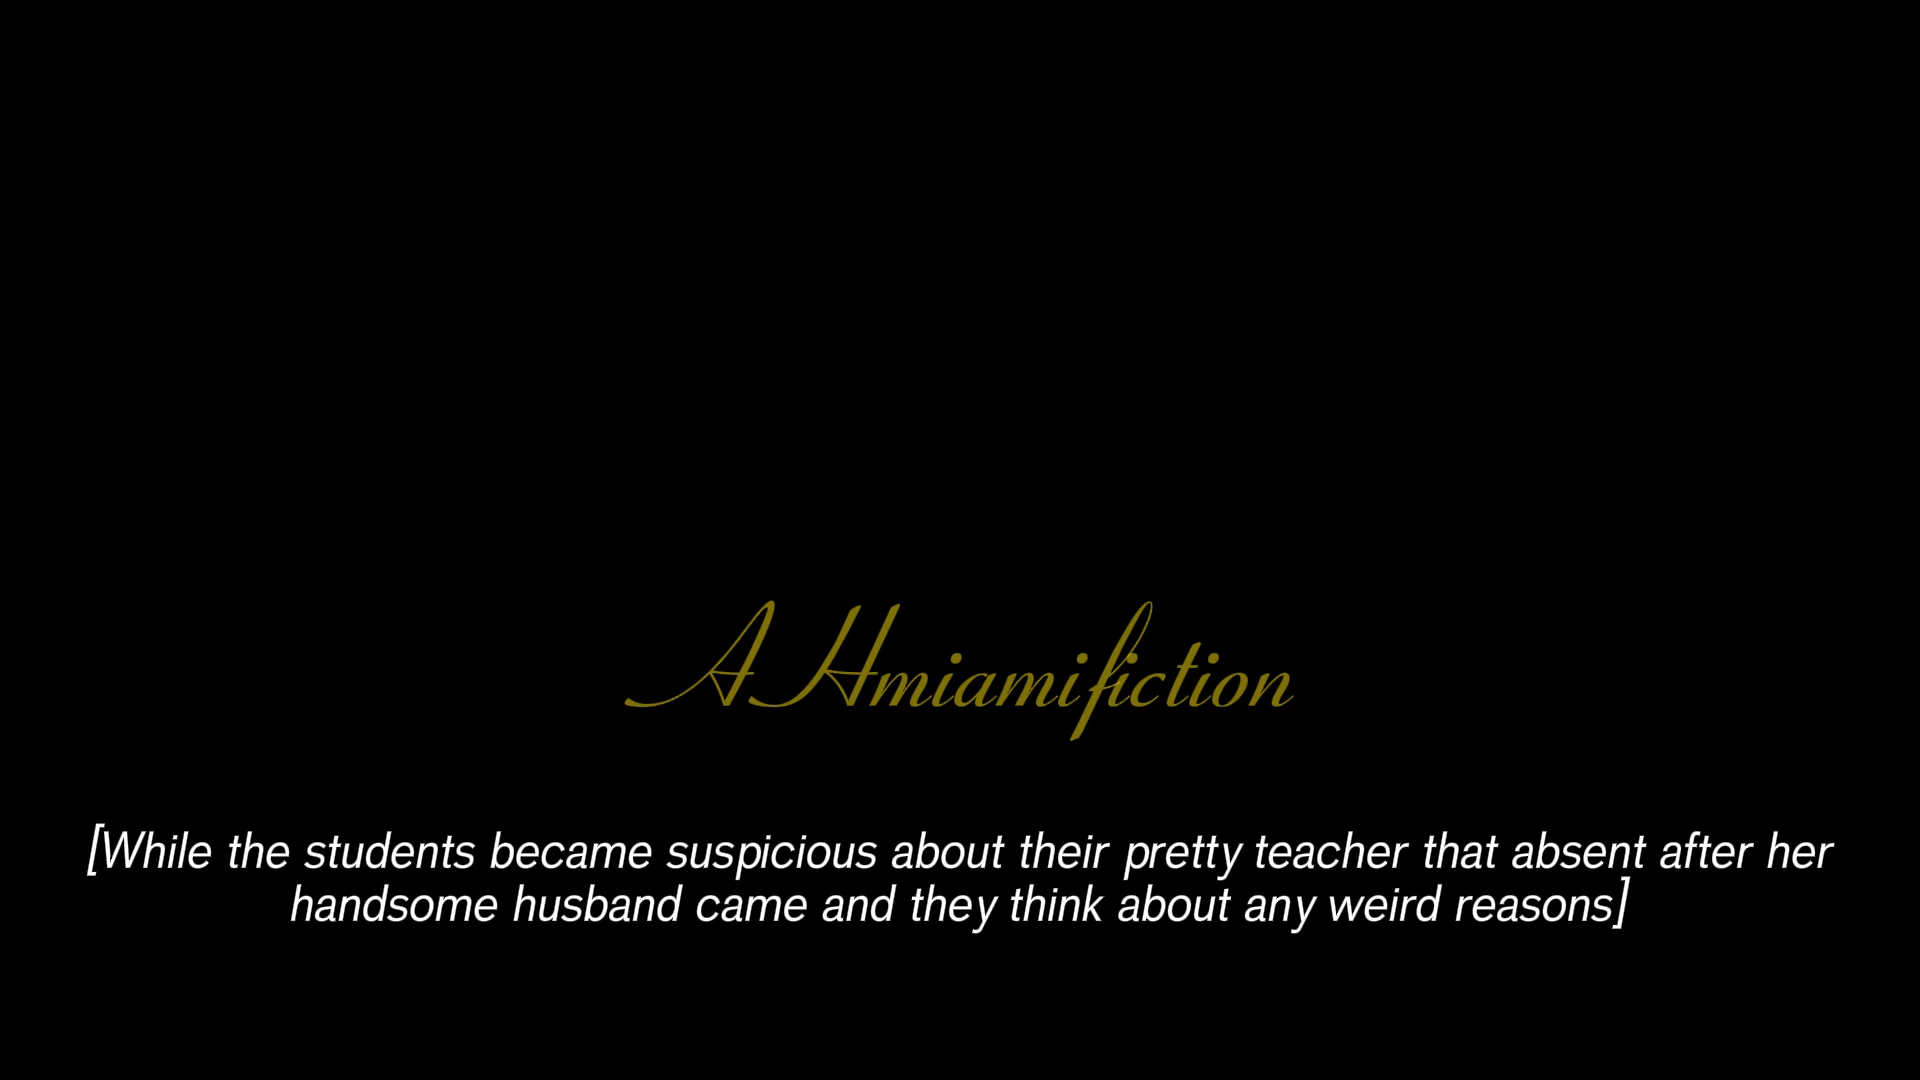 A Hmiamifiction
[While the students became suspicious about their pretty teacher that absent after her
handsome husband came and they think about any weird reasons]